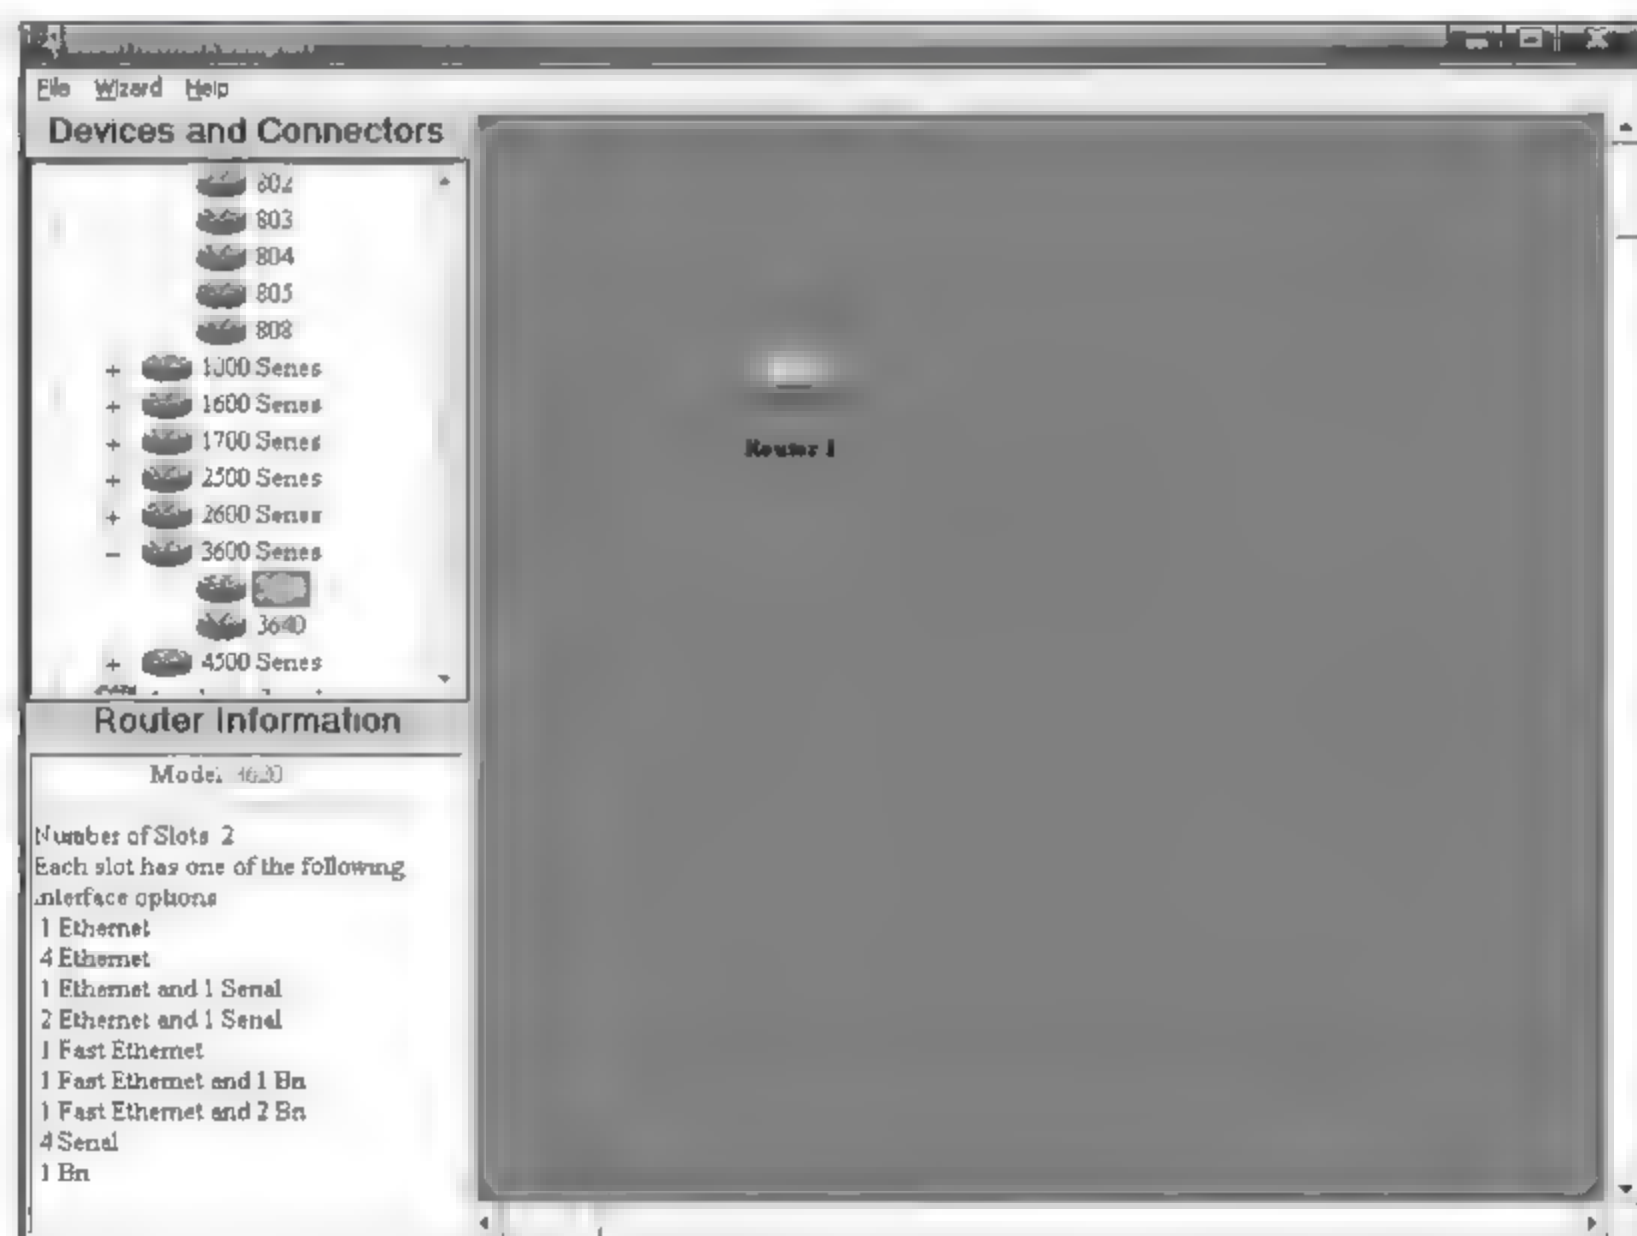 File Wizard Help
Devices and Connectors
802
803
804
805
808
1000 Series
1600 Series
1700 Series
2500 Series
2600 Series
3600 Series
3640
4500 Series
Router 1
Router Information
Model 3620
Number of Slots 2
Each slot has one of the following
interface options
1 Ethernet
4 Ethernet
1 Ethernet and 1 Serial
2 Ethernet and 1 Serial
1 Fast Ethernet
1 Fast Ethernet and 1 Bri
1 Fast Ethernet and 2 Bri
4 Serial
1 Bri